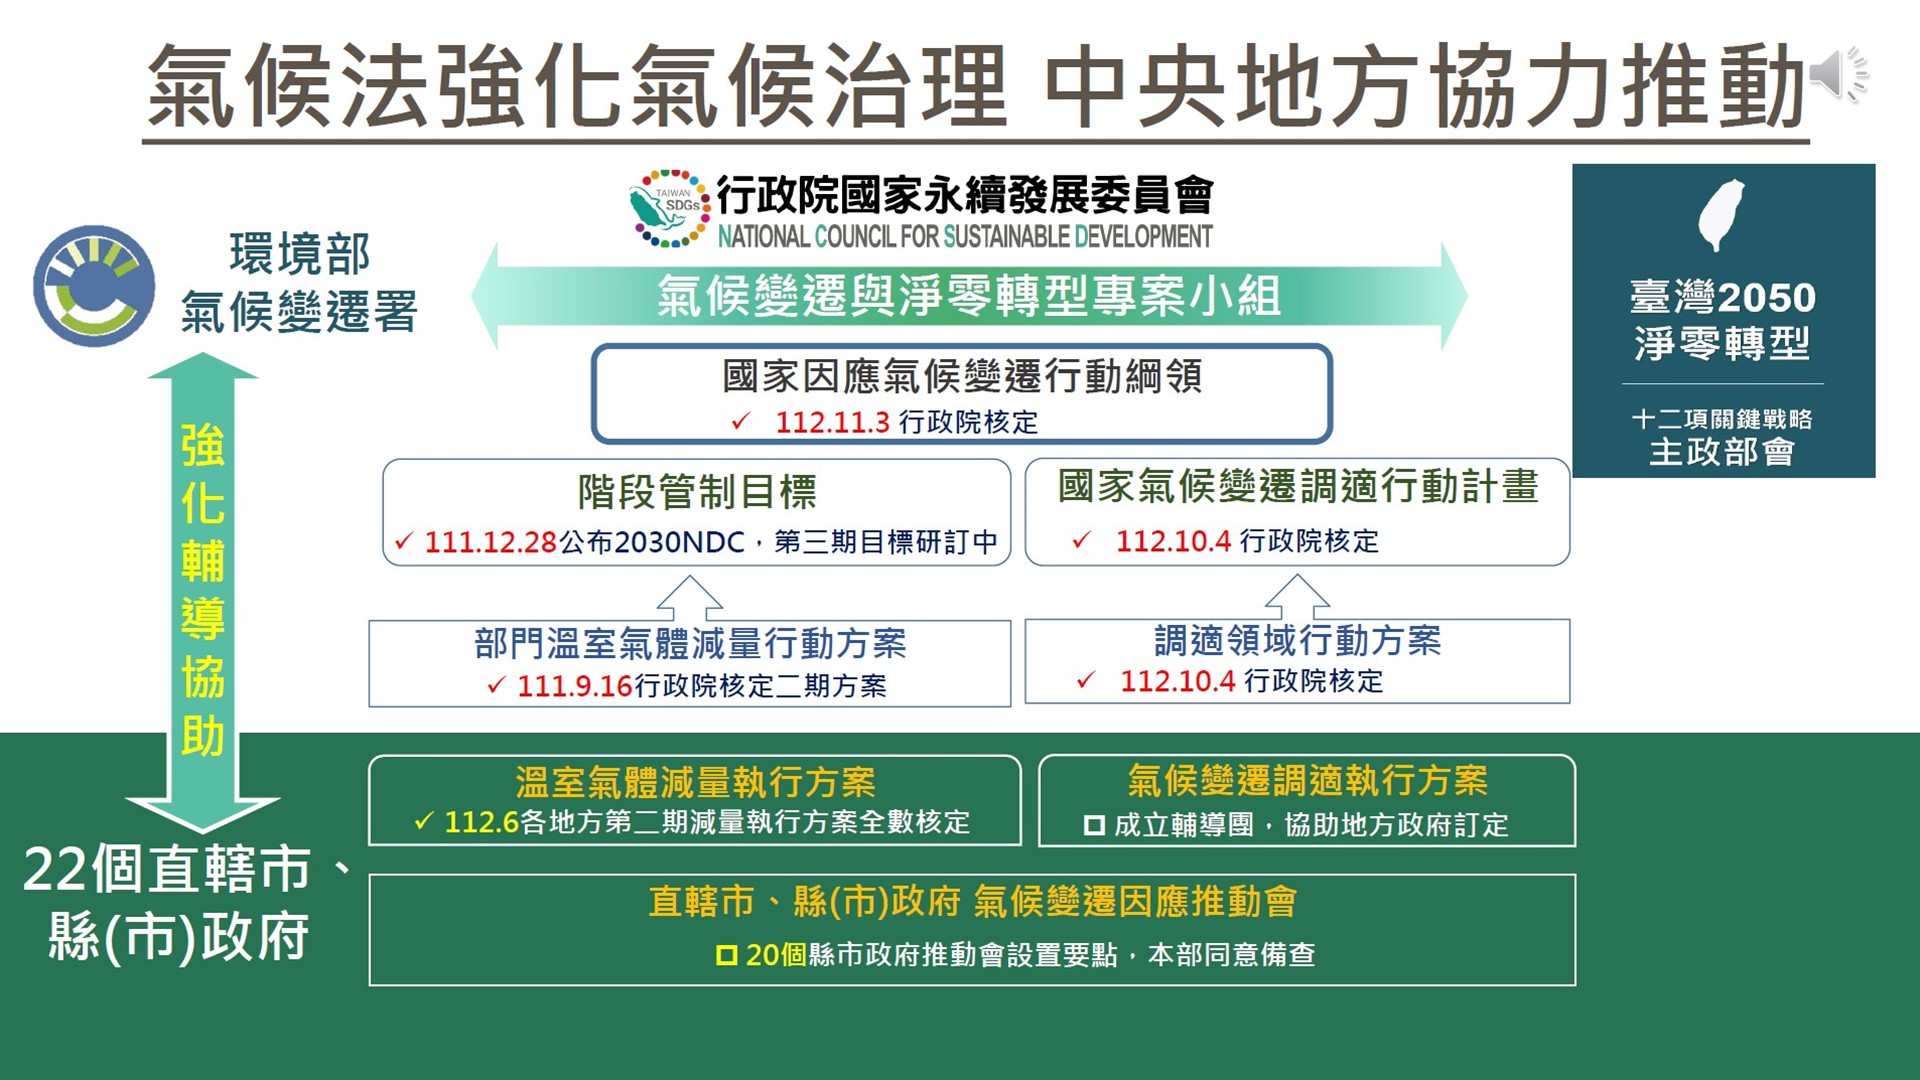 氣候法強化氣候治理 中央地方協力推動
TAIWAN
SDGs
行政院國家永續發展委員會
NATIONAL COUNCIL FOR SUSTAINABLE DEVELOPMENT
環境部
氣候變遷署
氣候變遷與淨零轉型專案小組
臺灣2050
淨零轉型
十二項關鍵戰略
主政部會
國家因應氣候變遷行動綱領
✓ 112.11.3 行政院核定
階段管制目標
✓ 111.12.28公布2030NDC，第三期目標研訂中
國家氣候變遷調適行動計畫
✓ 112.10.4 行政院核定
部門溫室氣體減量行動方案
✓ 111.9.16行政院核定二期方案
調適領域行動方案
✓ 112.10.4 行政院核定
強化輔導協助
溫室氣體減量執行方案
✓ 112.6各地方第二期減量執行方案全數核定
氣候變遷調適執行方案
成立輔導團，協助地方政府訂定
22個直轄市、
縣(市)政府
直轄市、縣(市)政府 氣候變遷因應推動會
20個縣市政府推動會設置要點，本部同意備查